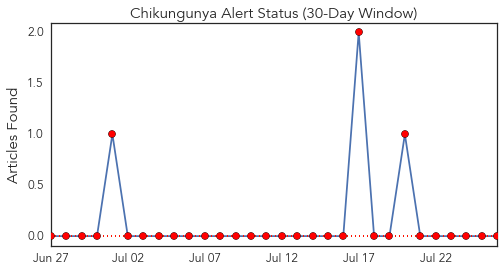 Chikungunya Alert Status (30-Day Window)
Articles Found
2.0
1.5
1.0
0.5
0.0
Jun 27 Jul 02 Jul 07 Jul 12 Jul 17 Jul 22